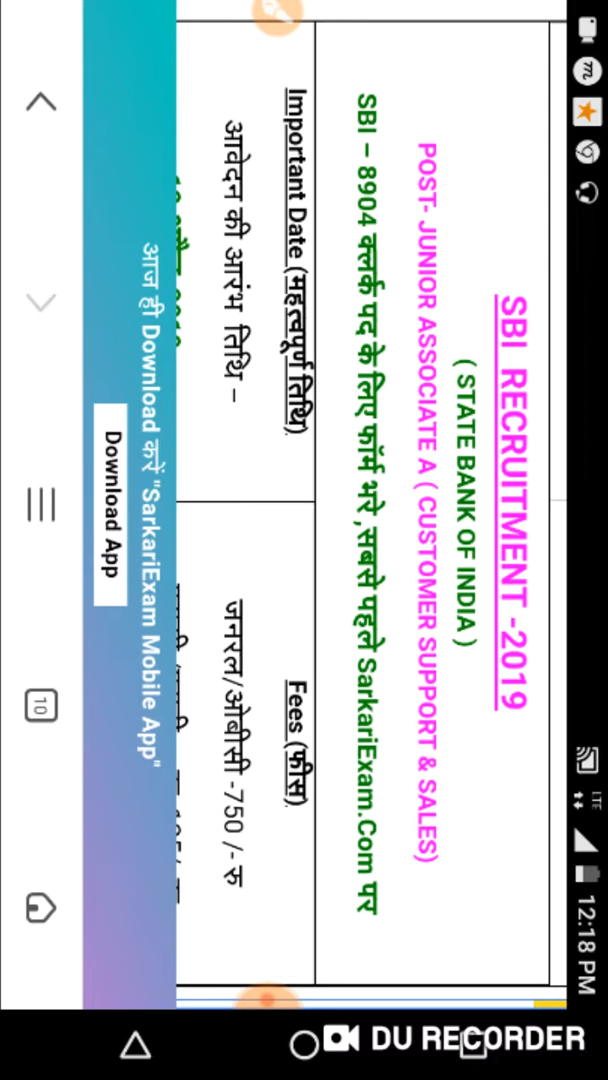 12:18 PM
LTE
SBI RECRUITMENT -2019
( STATE BANK OF INDIA )
POST- JUNIOR ASSOCIATE A ( CUSTOMER SUPPORT & SALES)
SBI – 8904 क्लर्क पद के लिए फॉर्म भरे ,सबसे पहले SarkariExam.Com पर
Important Date (महत्वपूर्ण तिथि)
आवेदन की आरंभ तिथि –
Fees (फीस)
जनरल/ओबीसी -750 /- रु
आज ही Download करें "SarkariExam Mobile App"
Download App
10
DU RECORDER